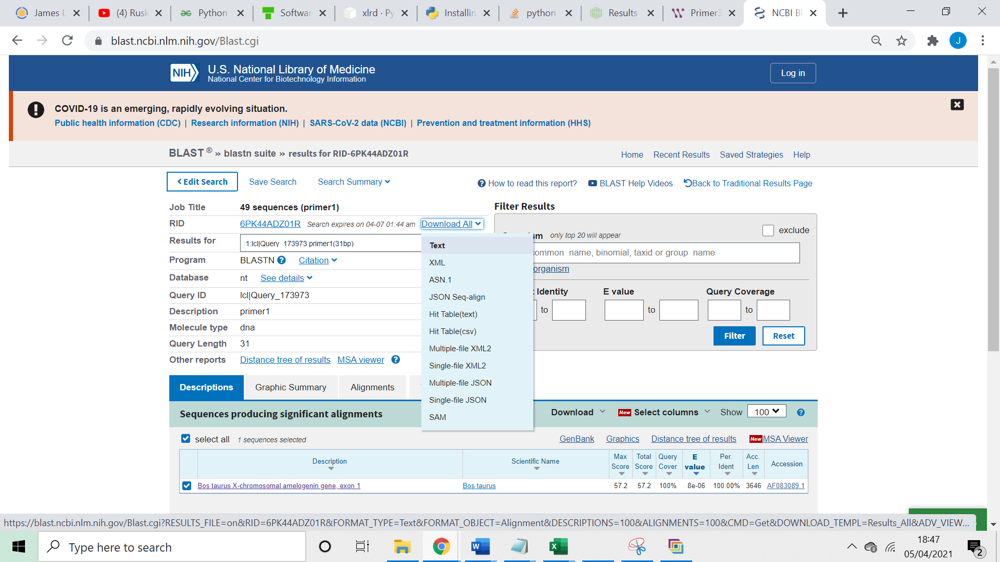 James L
(4) Rusk
Python
Softwar
xlrd · Py
Installin
python
Results
Primer3
NCBI Bl
blast.ncbi.nlm.nih.gov/Blast.cgi
J
NIH
U.S. National Library of Medicine
National Center for Biotechnology Information
Log in
COVID-19 is an emerging, rapidly evolving situation.
Public health information (CDC) | Research information (NIH) | SARS-CoV-2 data (NCBI) | Prevention and treatment information (HHS)
BLAST ® » blastn suite » results for RID-6PK44ADZ01R
Home Recent Results Saved Strategies Help
Edit Search Save Search Search Summary
How to read this report? BLAST Help Videos Back to Traditional Results Page
Job Title 49 sequences (primer1)
RID 6PK44ADZ01R Search expires on 04-07 01:44 am Download All
Results for 1:lcl|Query_173973 primer1(31bp)
Program BLASTN Citation
Database nt See details
Query ID lcl|Query_173973
Description primer1
Molecule type dna
Query Length 31
Other reports Distance tree of results MSA viewer
Text
XML
ASN.1
JSON Seq-align
Hit Table(text)
Hit Table(csv)
Multiple-file XML2
Single-file XML2
Multiple-file JSON
Single-file JSON
SAM
Filter Results
sm only top 20 will appear exclude
ommon name, binomial, taxid or group name
organism
Identity E value Query Coverage
to to to
Filter Reset
Descriptions Graphic Summary Alignments
Sequences producing significant alignments
Download New Select columns Show 100
select all 1 sequences selected
GenBank Graphics Distance tree of results New MSA Viewer
Description Scientific Name Max Score Total Score Query Cover E value Per. Ident Acc. Len Accession
Bos taurus X-chromosomal amelogenin gene, exon 1 Bos taurus 57.2 57.2 100% 8e-06 100.00% 3646 AF083089.1
https://blast.ncbi.nlm.nih.gov/Blast.cgi?RESULTS_FILE=on&RID=6PK44ADZ01R&FORMAT_TYPE=Text&FORMAT_OBJECT=Alignment&DESCRIPTIONS=100&ALIGNMENTS=100&CMD=Get&DOWNLOAD_TEMPL=Results_All&ADV_VIEW...
Type here to search
18:47
05/04/2021
2